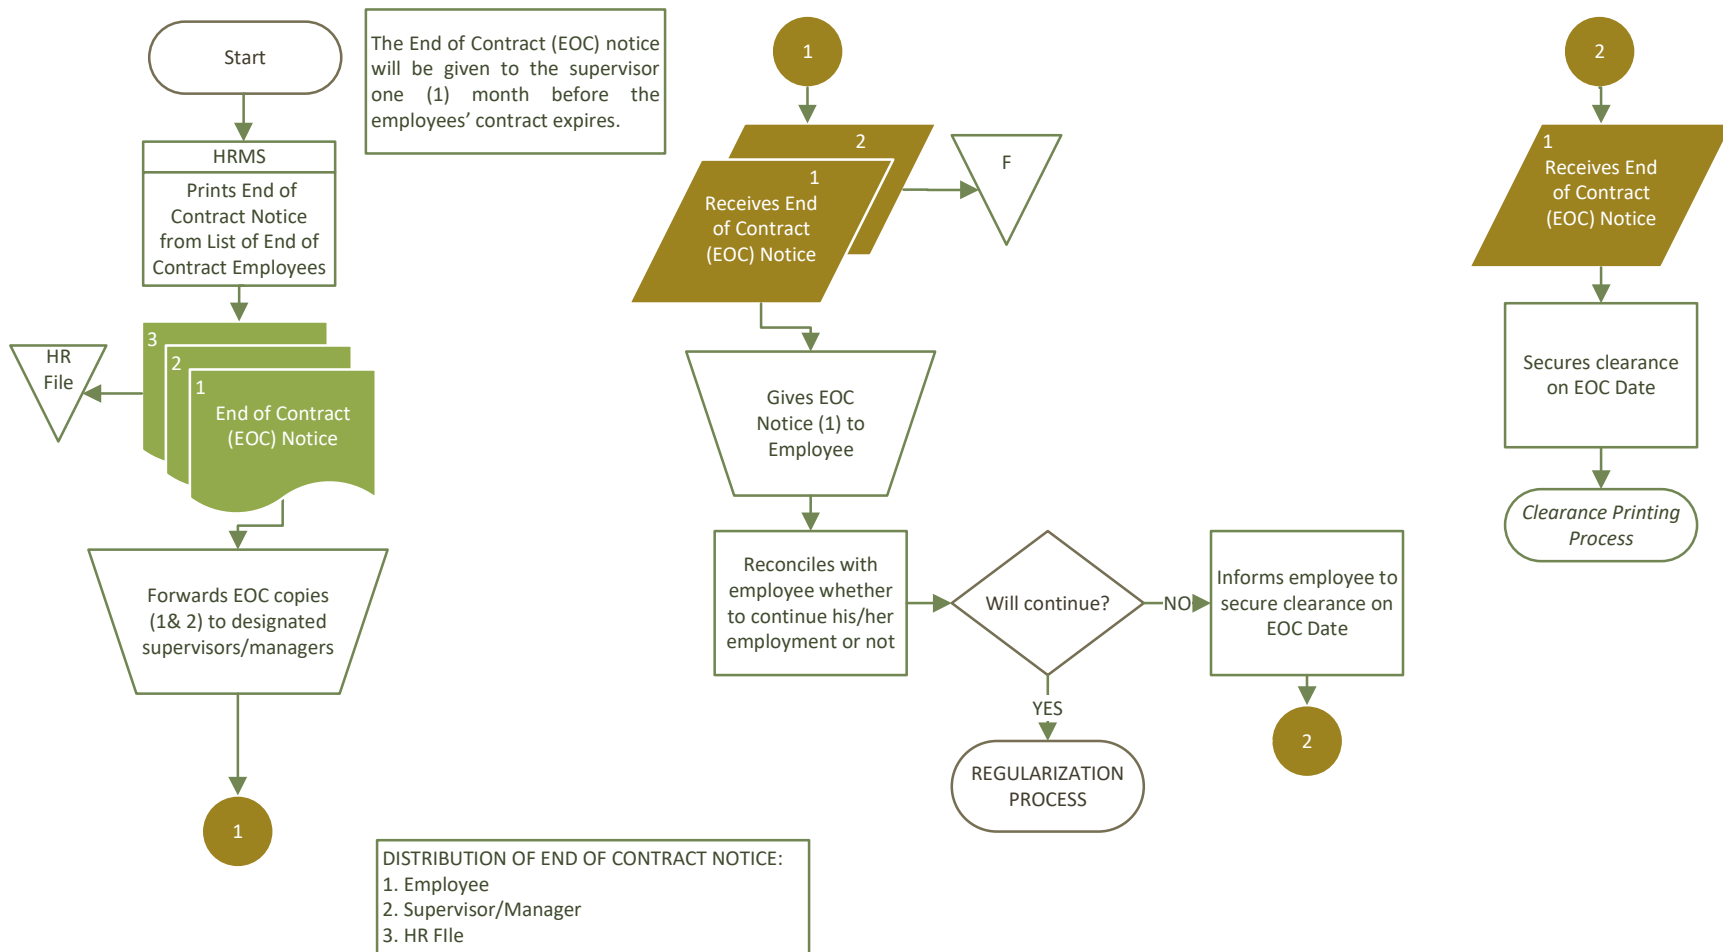 Start
The End of Contract (EOC) notice
will be given to the supervisor
one (1) month before the
employees’ contract expires.
HRMS
Prints End of
Contract Notice
from List of End of
Contract Employees
3
2
1
End of Contract
(EOC) Notice
HR
File
Forwards EOC copies
(1& 2) to designated
supervisors/managers
1
1
2
1
Receives End
of Contract
(EOC) Notice
F
Gives EOC
Notice (1) to
Employee
Reconciles with
employee whether
to continue his/her
employment or not
Will continue?
NO
YES
REGULARIZATION
PROCESS
Informs employee to
secure clearance on
EOC Date
2
2
1
Receives End
of Contract
(EOC) Notice
Secures clearance
on EOC Date
Clearance Printing
Process
DISTRIBUTION OF END OF CONTRACT NOTICE:
1. Employee
2. Supervisor/Manager
3. HR FIle